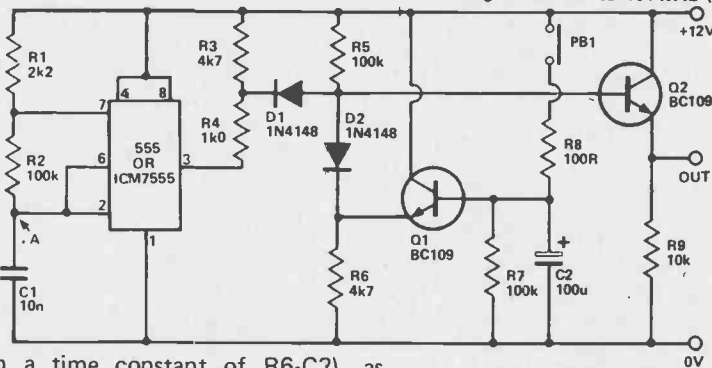 +12V
R1
2k2
R3
4k7
R5
100k
PB1
Q2
BC109
4
8
7
R4
1k0
D1
1N4148
D2
1N4148
R8
100R
R2
100k
6
555
OR
ICM7555
3
OUT
2
A
1
Q1
BC109
R6
4k7
R7
100k
+
C2
100u
R9
10k
C1
10n
0V
a time constant of R6-C2) as